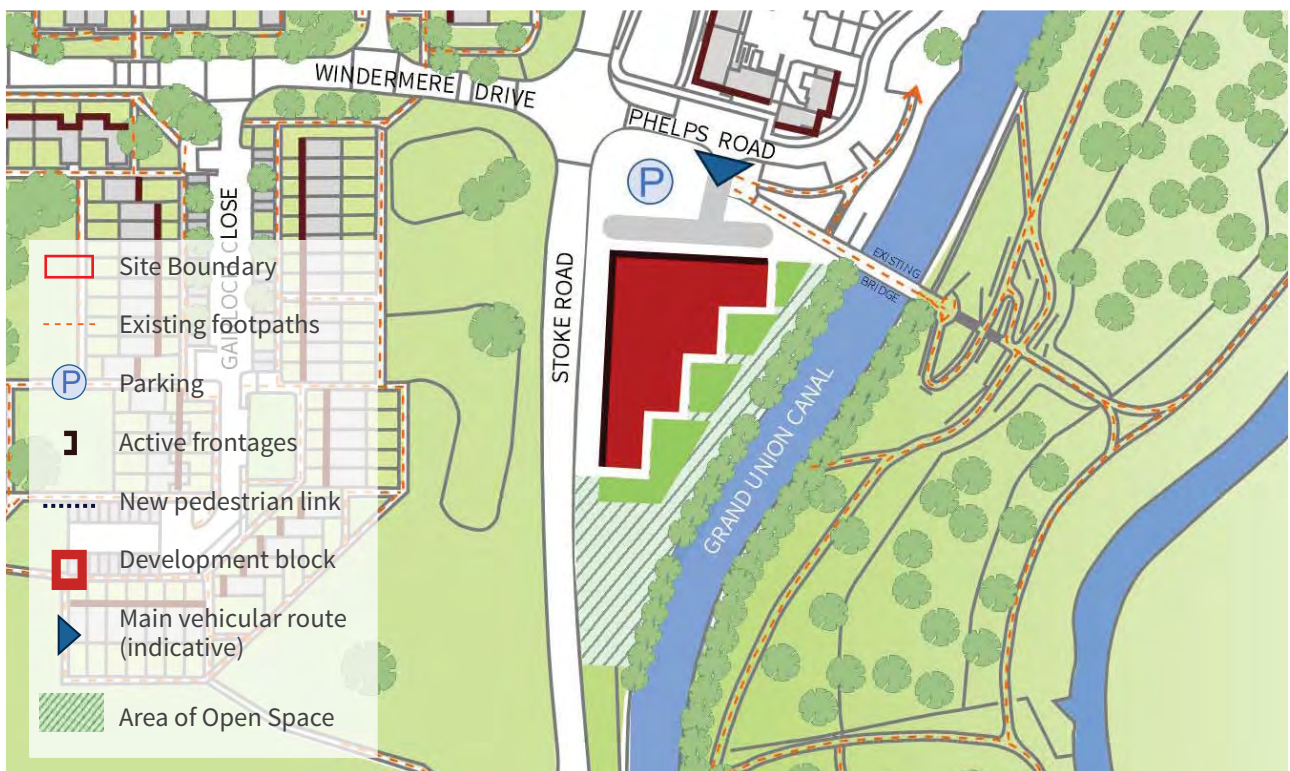 WINDERMERE DRIVE
PHELPS ROAD
P
GAIRLOCH CLOSE
STOKE ROAD
EXISTING
BRIDGE
GRAND UNION CANAL
Site Boundary
Existing footpaths
P
Parking
Active frontages
New pedestrian link
Development block
Main vehicular route
(indicative)
Area of Open Space